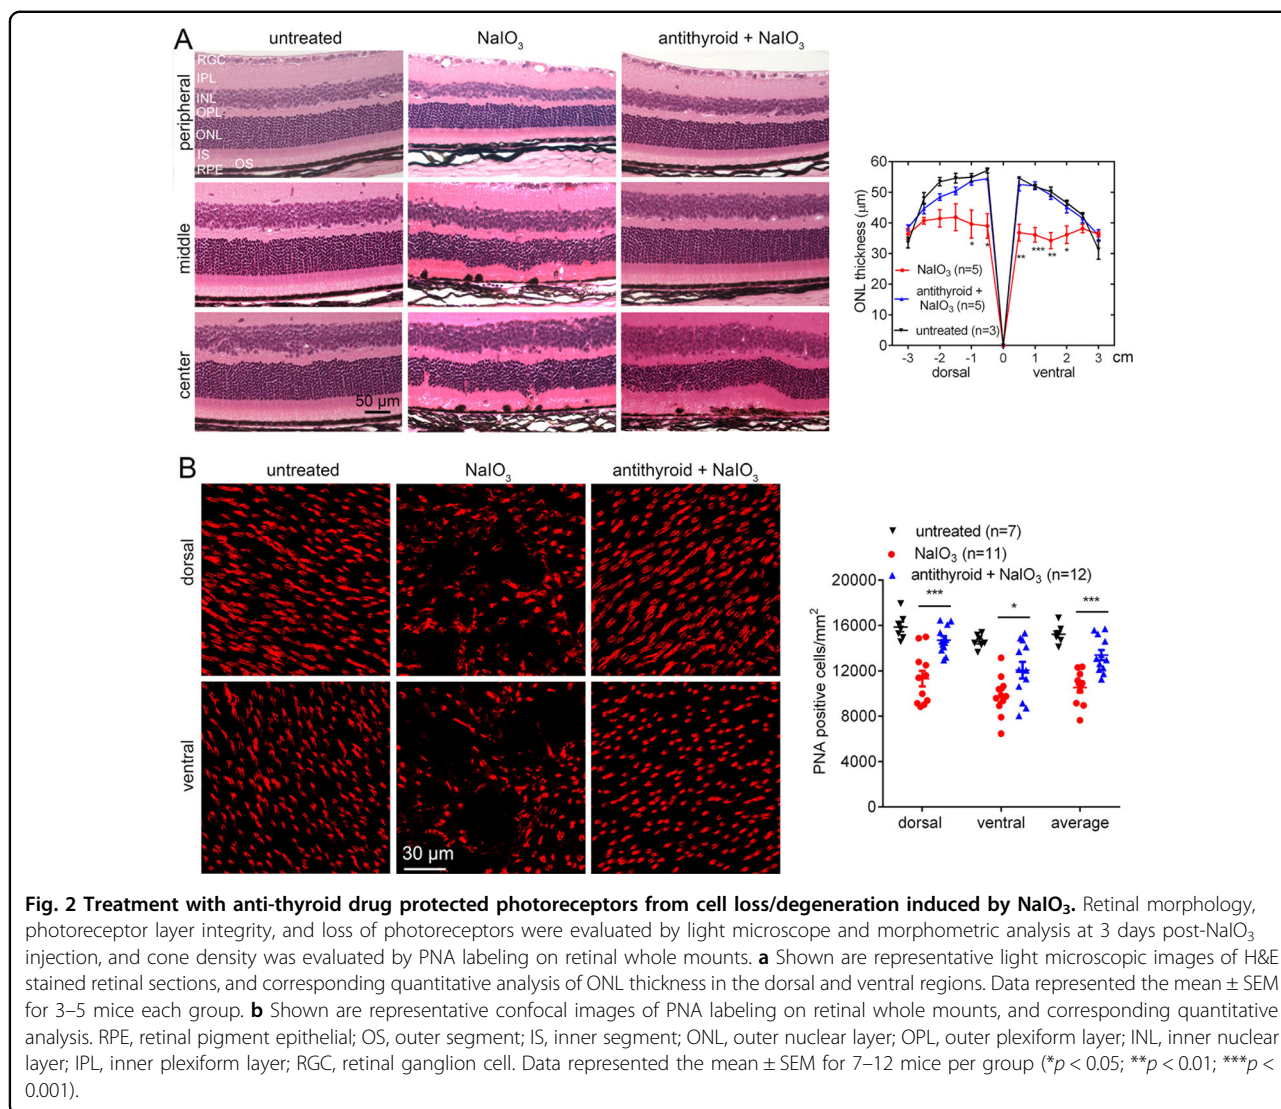 A
untreated
NaIO3
antithyroid + NaIO3
peripheral
RGC
IPL
INL
OPL
ONL
IS
OS
RPE
middle
center
50 µm
ONL thickness (µm)
60
50
40
30
20
10
0
NaIO3 (n=5)
antithyroid +
NaIO3 (n=5)
untreated (n=3)
* * ** *** ** *
-3 -2 -1 0 1 2 3 cm
dorsal ventral
B
untreated
NaIO3
antithyroid + NaIO3
dorsal
ventral
30 µm
untreated (n=7)
NaIO3 (n=11)
antithyroid + NaIO3 (n=12)
PNA positive cells/mm2
20000
16000
12000
8000
4000
0
*** * ***
dorsal ventral average
Fig. 2 Treatment with anti-thyroid drug protected photoreceptors from cell loss/degeneration induced by NaIO3. Retinal morphology,
photoreceptor layer integrity, and loss of photoreceptors were evaluated by light microscope and morphometric analysis at 3 days post-NaIO3
injection, and cone density was evaluated by PNA labeling on retinal whole mounts. a Shown are representative light microscopic images of H&E
stained retinal sections, and corresponding quantitative analysis of ONL thickness in the dorsal and ventral regions. Data represented the mean ± SEM
for 3–5 mice each group. b Shown are representative confocal images of PNA labeling on retinal whole mounts, and corresponding quantitative
analysis. RPE, retinal pigment epithelial; OS, outer segment; IS, inner segment; ONL, outer nuclear layer; OPL, outer plexiform layer; INL, inner nuclear
layer; IPL, inner plexiform layer; RGC, retinal ganglion cell. Data represented the mean ± SEM for 7–12 mice per group (*p < 0.05; **p < 0.01; ***p <
0.001).